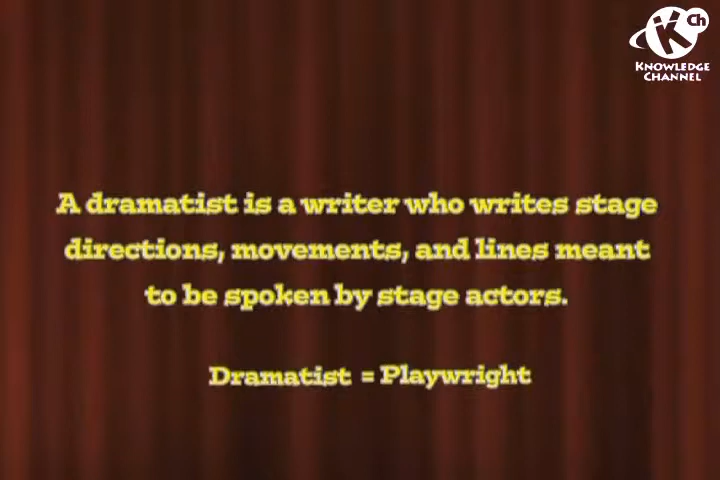 Ch
K
KNOWLEDGE
CHANNEL
A dramatist is a writer who writes stage
directions, movements, and lines meant
to be spoken by stage actors.
Dramatist = Playwright